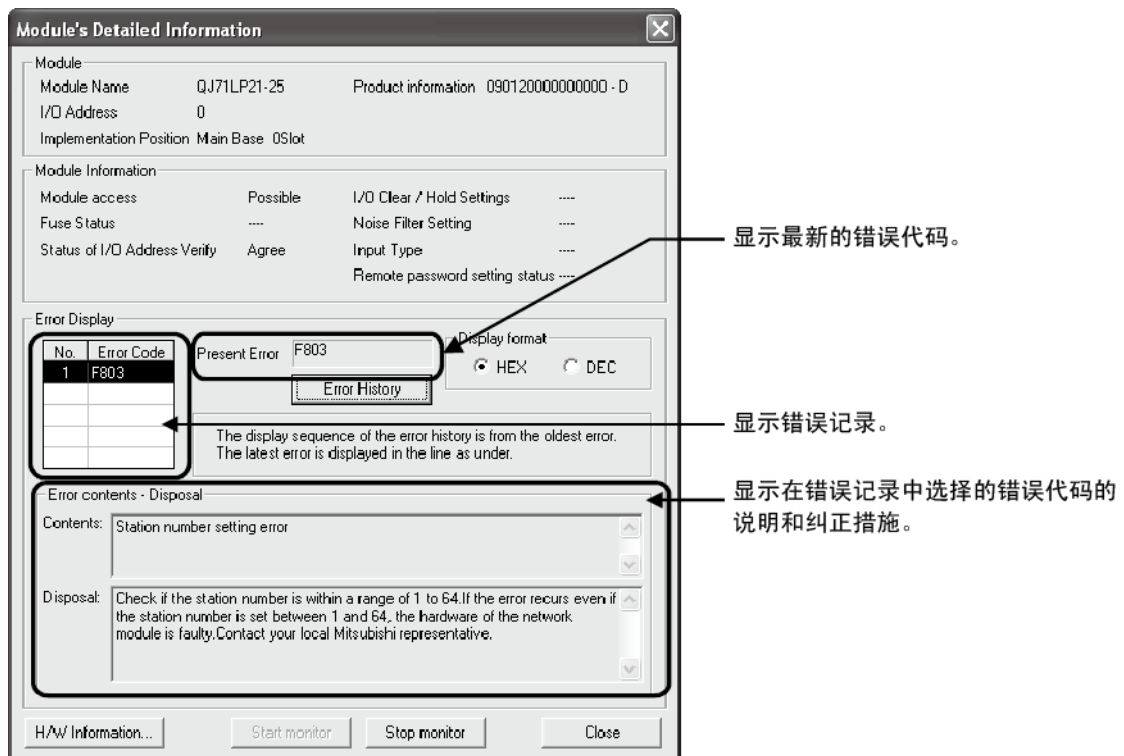 Module's Detailed Information
Module
Module Name QJ71LP21-25 Product information 090120000000000 - D
I/O Address 0
Implementation Position Main Base 0Slot
Module Information
Module access Possible I/O Clear / Hold Settings ----
Fuse Status ---- Noise Filter Setting ----
Status of I/O Address Verify Agree Input Type ----
Remote password setting status ----
显示最新的错误代码。
Error Display
No. Error Code
1 F803
Present Error F803
Display format
HEX DEC
Error History
The display sequence of the error history is from the oldest error.
The latest error is displayed in the line as under.
显示错误记录。
Error contents - Disposal
Contents: Station number setting error
Disposal: Check if the station number is within a range of 1 to 64.If the error recurs even if
the station number is set between 1 and 64, the hardware of the network
module is faulty.Contact your local Mitsubishi representative.
显示在错误记录中选择的错误代码的
说明和纠正措施。
H/W Information... Start monitor Stop monitor Close